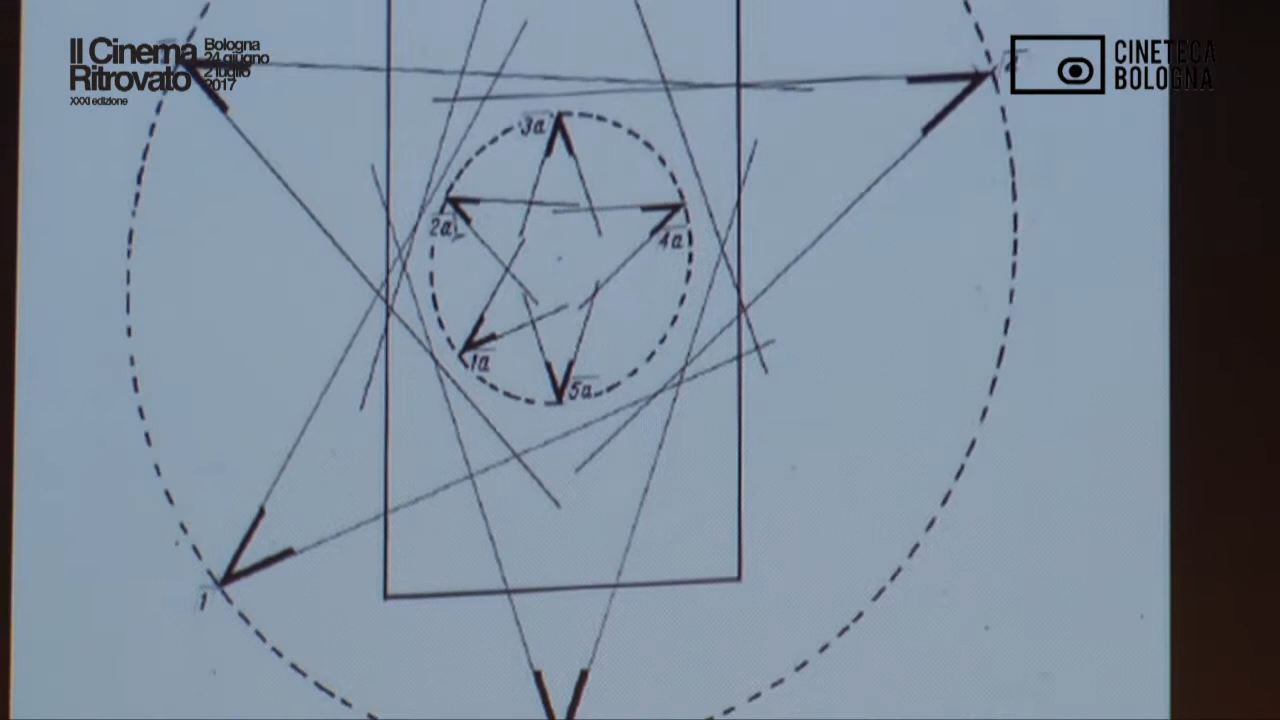 Il Cinema
Ritrovato
XXXI edizione
Bologna
24 giugno
2 luglio
2017
CINETECA
BOLOGNA
3a
2a
4a
1a
5a
1